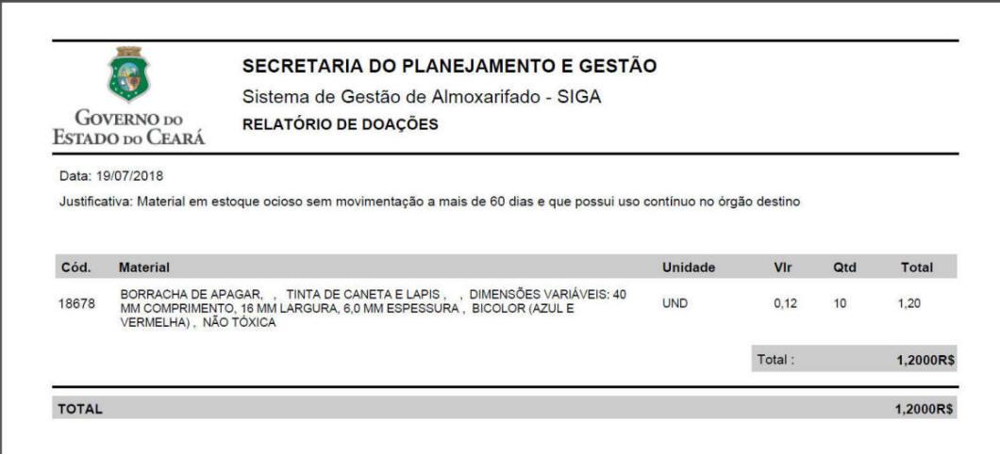 SECRETARIA DO PLANEJAMENTO E GESTÃO
Sistema de Gestão de Almoxarifado - SIGA
GOVERNO DO
ESTADO DO CEARÁ
RELATÓRIO DE DOAÇÕES
Data: 19/07/2018
Justificativa: Material em estoque ocioso sem movimentação a mais de 60 dias e que possui uso contínuo no órgão destino
Cód. Material Unidade Vlr Qtd Total
BORRACHA DE APAGAR, , TINTA DE CANETA E LAPIS , , DIMENSÕES VARIÁVEIS: 40
18678 MM COMPRIMENTO, 16 MM LARGURA, 6,0 MM ESPESSURA , BICOLOR (AZUL E UND 0,12 10 1,20
VERMELHA) , NÃO TÓXICA
Total : 1,2000R$
TOTAL 1,2000R$